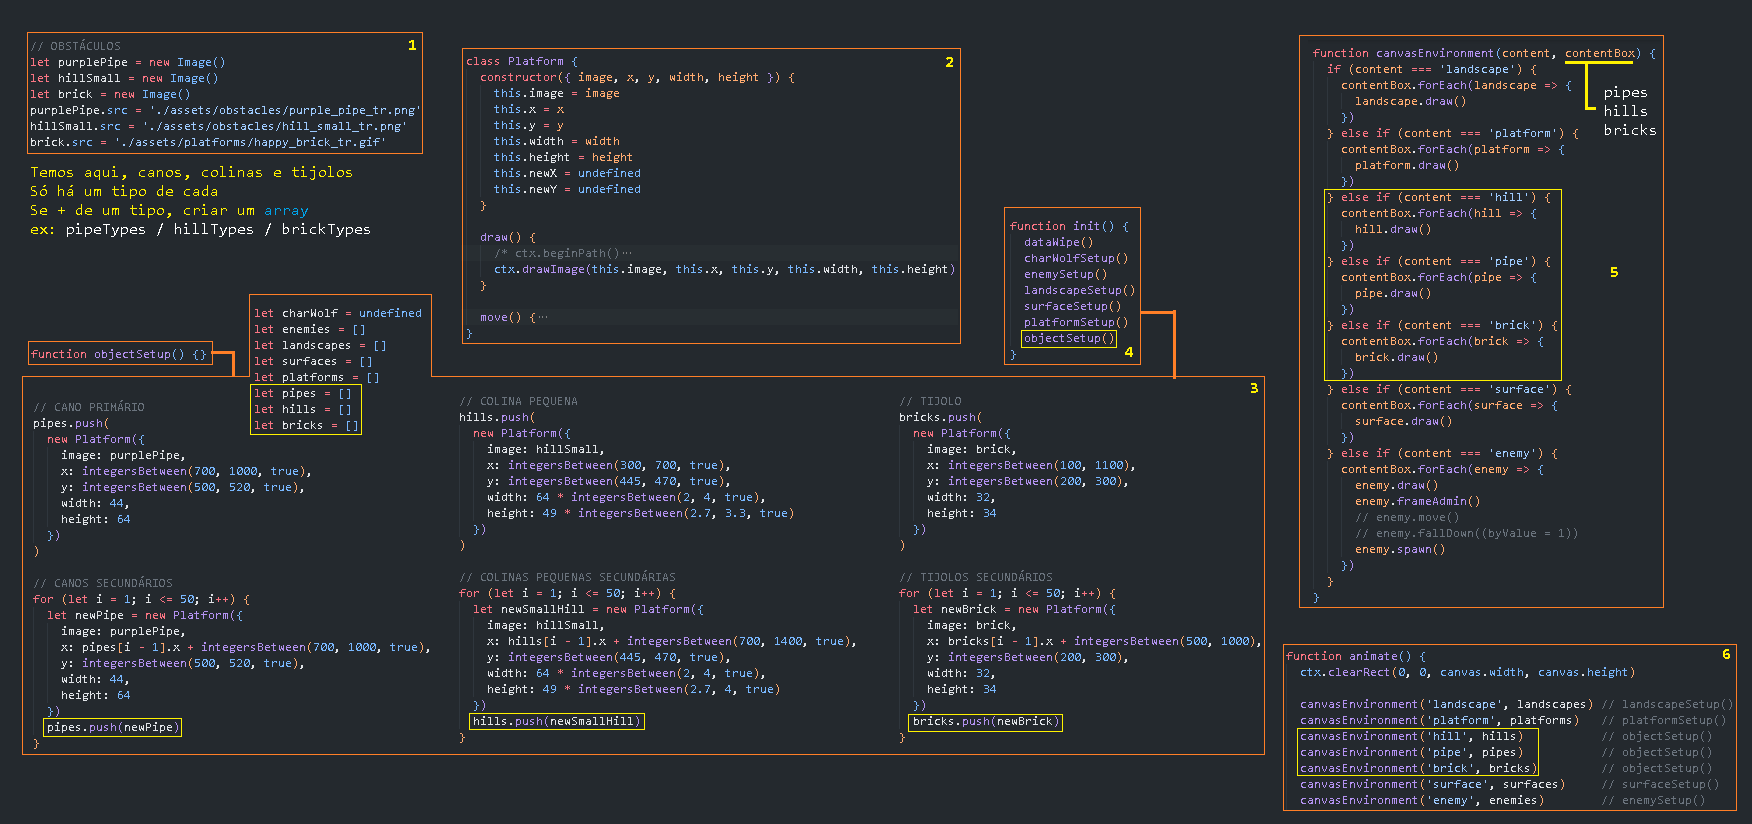 // OBSTÁCULOS
1
let purplePipe = new Image()
let hillSmall = new Image()
let brick = new Image()
purplePipe.src = './assets/obstacles/purple_pipe_tr.png'
hillSmall.src = './assets/obstacles/hill_small_tr.png'
brick.src = './assets/platforms/happy_brick_tr.gif'
Temos aqui, canos, colinas e tijolos
Só há um tipo de cada
Se + de um tipo, criar um array
ex: pipeTypes / hillTypes / brickTypes
2
class Platform {
constructor({ image, x, y, width, height }) {
this.image = image
this.x = x
this.y = y
this.width = width
this.height = height
this.newX = undefined
this.newY = undefined
}
draw() {
/* ctx.beginPath()···
ctx.drawImage(this.image, this.x, this.y, this.width, this.height)
}
move() {···
}
function objectSetup() {}
let charWolf = undefined
let enemies = []
let landscapes = []
let surfaces = []
let platforms = []
let pipes = []
let hills = []
let bricks = []
3
// CANO PRIMÁRIO
pipes.push(
new Platform({
image: purplePipe,
x: integersBetween(700, 1000, true),
y: integersBetween(500, 520, true),
width: 44,
height: 64
})
)
// CANOS SECUNDÁRIOS
for (let i = 1; i <= 50; i++) {
let newPipe = new Platform({
image: purplePipe,
x: pipes[i - 1].x + integersBetween(700, 1000, true),
y: integersBetween(500, 520, true),
width: 44,
height: 64
})
pipes.push(newPipe)
}
// COLINA PEQUENA
hills.push(
new Platform({
image: hillSmall,
x: integersBetween(300, 700, true),
y: integersBetween(445, 470, true),
width: 64 * integersBetween(2, 4, true),
height: 49 * integersBetween(2.7, 3.3, true)
})
)
// COLINAS PEQUENAS SECUNDÁRIAS
for (let i = 1; i <= 50; i++) {
let newSmallHill = new Platform({
image: hillSmall,
x: hills[i - 1].x + integersBetween(700, 1400, true),
y: integersBetween(445, 470, true),
width: 64 * integersBetween(2, 4, true),
height: 49 * integersBetween(2.7, 4, true)
})
hills.push(newSmallHill)
}
// TIJOLO
bricks.push(
new Platform({
image: brick,
x: integersBetween(100, 1100),
y: integersBetween(200, 300),
width: 32,
height: 34
})
)
// TIJOLOS SECUNDÁRIOS
for (let i = 1; i <= 50; i++) {
let newBrick = new Platform({
image: brick,
x: bricks[i - 1].x + integersBetween(500, 1000),
y: integersBetween(200, 300),
width: 32,
height: 34
})
bricks.push(newBrick)
}
function init() {
dataWipe()
charWolfSetup()
enemySetup()
landscapeSetup()
surfaceSetup()
platformSetup()
objectSetup()
}
4
function canvasEnvironment(content, contentBox) {
if (content === 'landscape') {
contentBox.forEach(landscape => {
landscape.draw()
})
} else if (content === 'platform') {
contentBox.forEach(platform => {
platform.draw()
})
} else if (content === 'hill') {
contentBox.forEach(hill => {
hill.draw()
})
} else if (content === 'pipe') {
contentBox.forEach(pipe => {
pipe.draw()
})
} else if (content === 'brick') {
contentBox.forEach(brick => {
brick.draw()
})
} else if (content === 'surface') {
contentBox.forEach(surface => {
surface.draw()
})
} else if (content === 'enemy') {
contentBox.forEach(enemy => {
enemy.draw()
enemy.frameAdmin()
// enemy.move()
// enemy.fallDown((byValue = 1))
enemy.spawn()
})
}
}
pipes
hills
bricks
5
function animate() {
6
ctx.clearRect(0, 0, canvas.width, canvas.height)
canvasEnvironment('landscape', landscapes) // landscapeSetup()
canvasEnvironment('platform', platforms) // platformSetup()
canvasEnvironment('hill', hills) // objectSetup()
canvasEnvironment('pipe', pipes) // objectSetup()
canvasEnvironment('brick', bricks) // objectSetup()
canvasEnvironment('surface', surfaces) // surfaceSetup()
canvasEnvironment('enemy', enemies) // enemySetup()